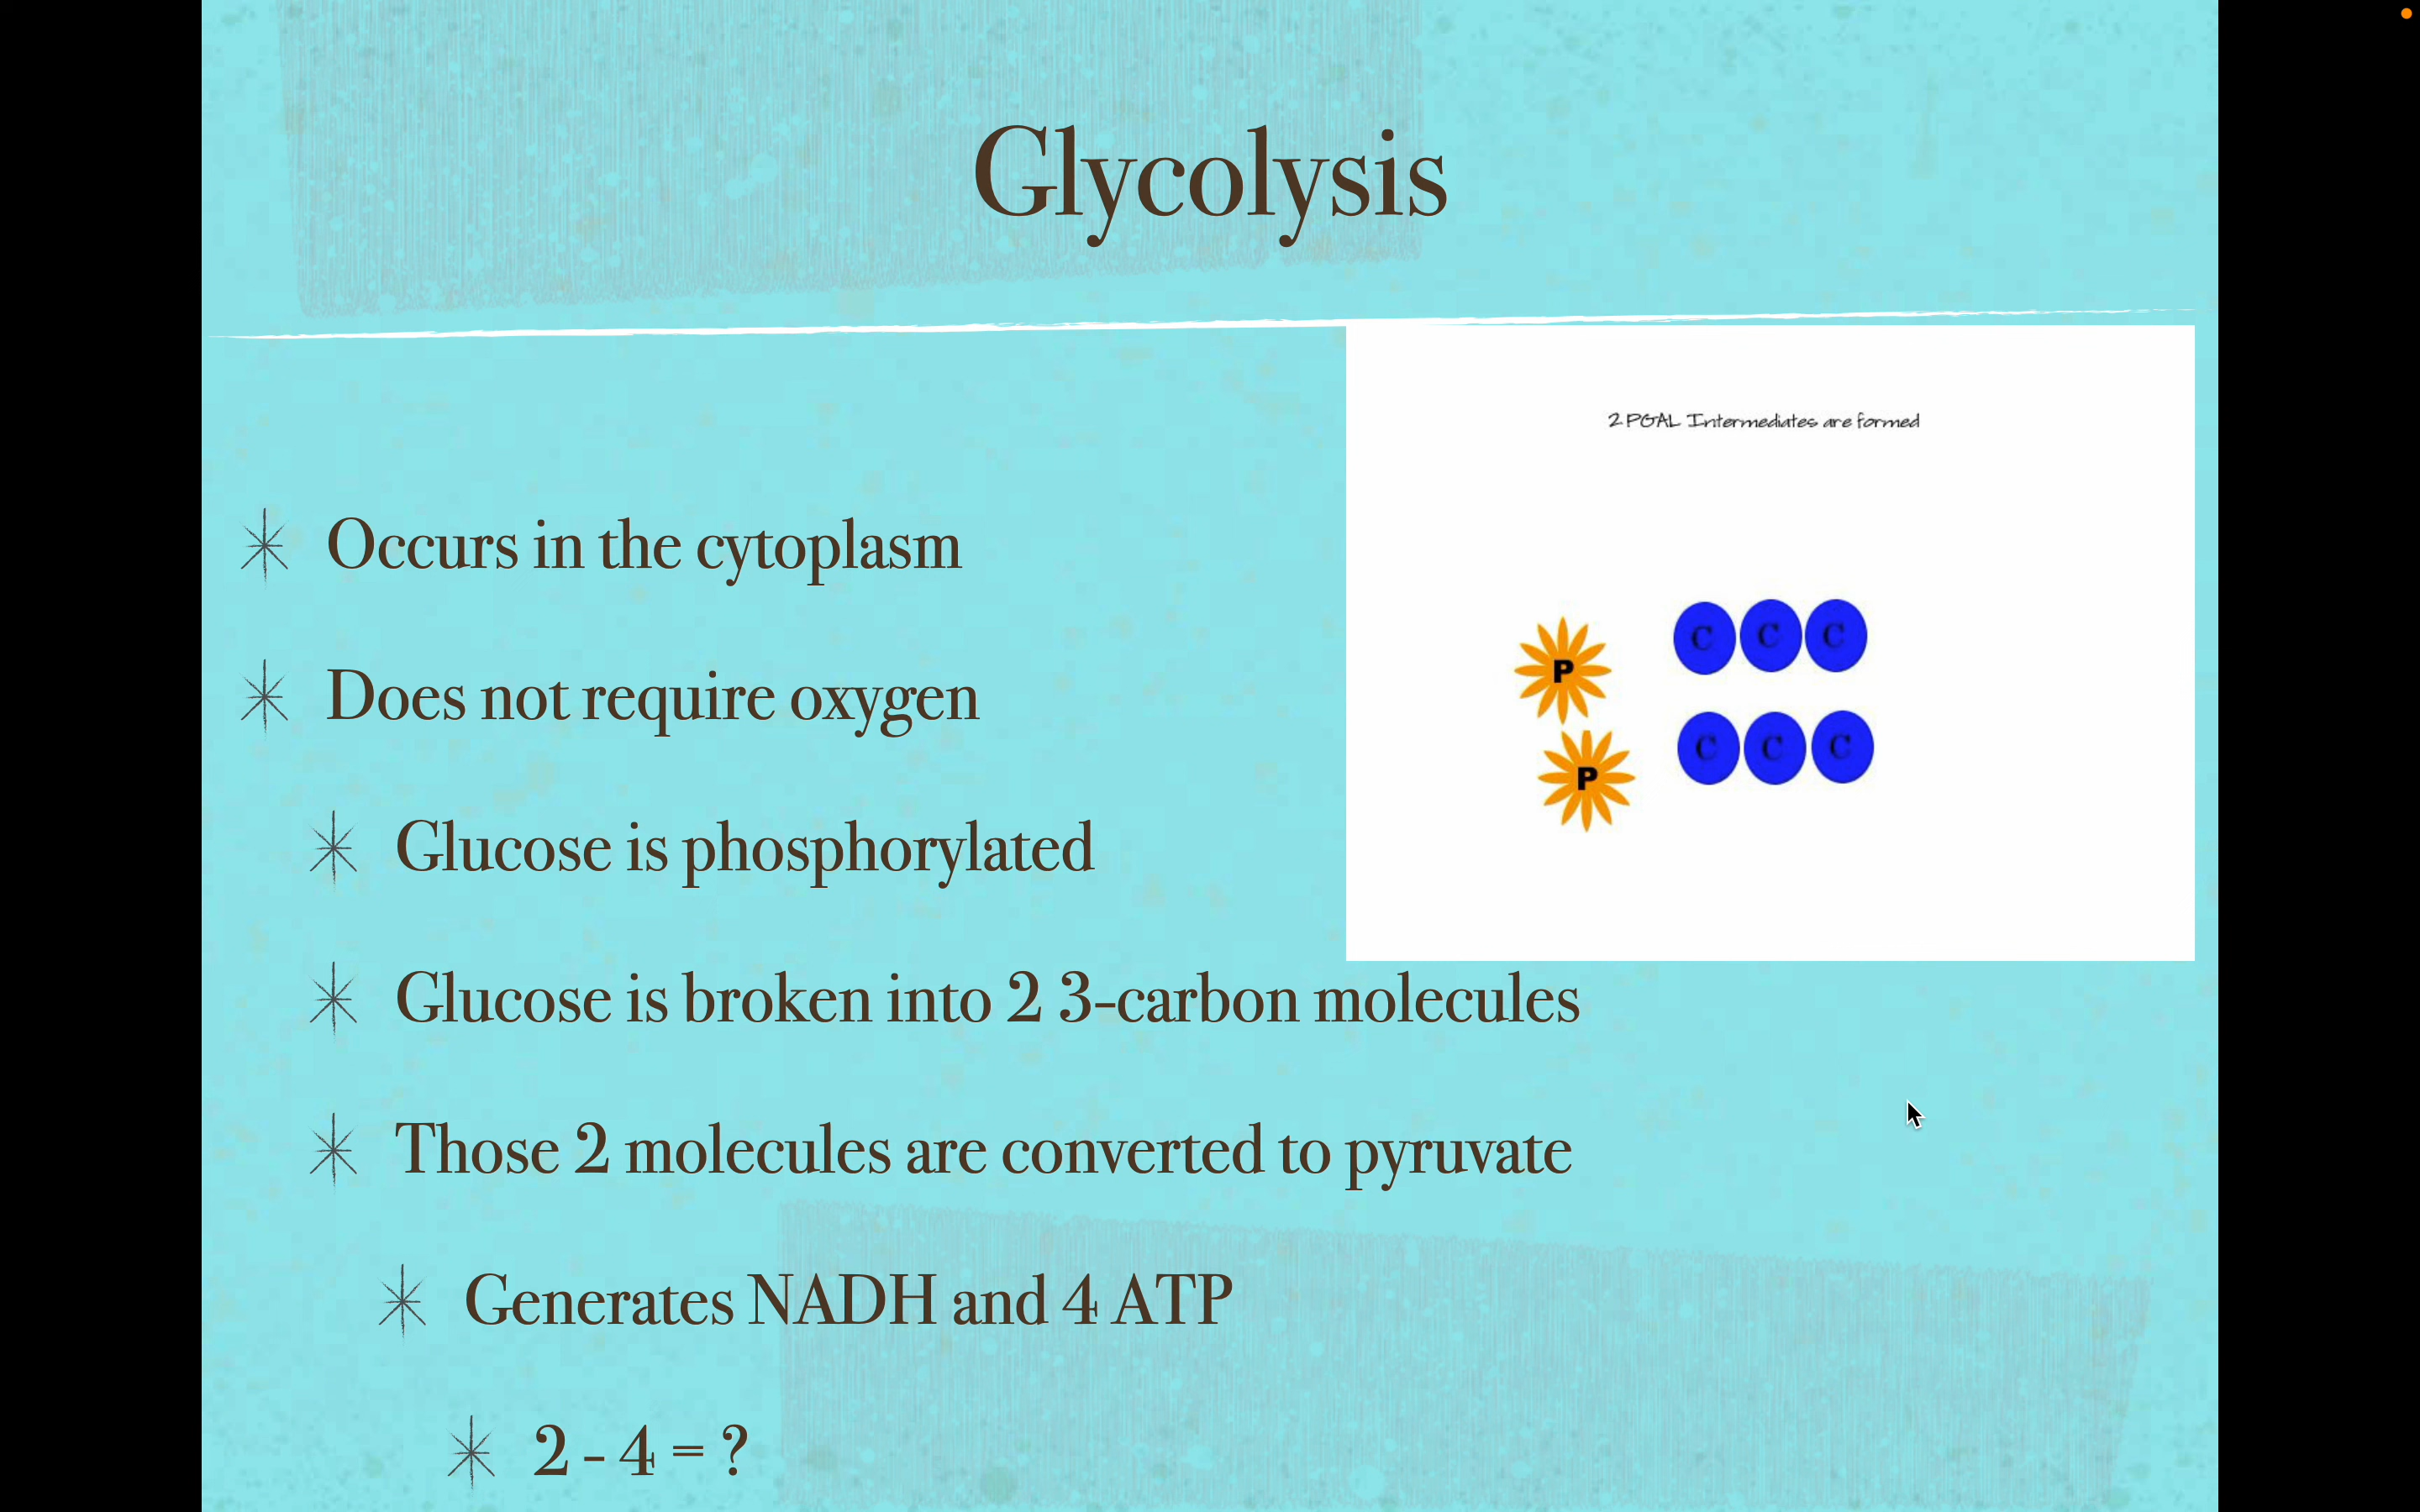 Glycolysis
2 PGAL Intermediates are formed
Occurs in the cytoplasm
Does not require oxygen
Glucose is phosphorylated
Glucose is broken into 2 3-carbon molecules
Those 2 molecules are converted to pyruvate
Generates NADH and 4 ATP
2 - 4 = ?
P
C C C
P
C C C